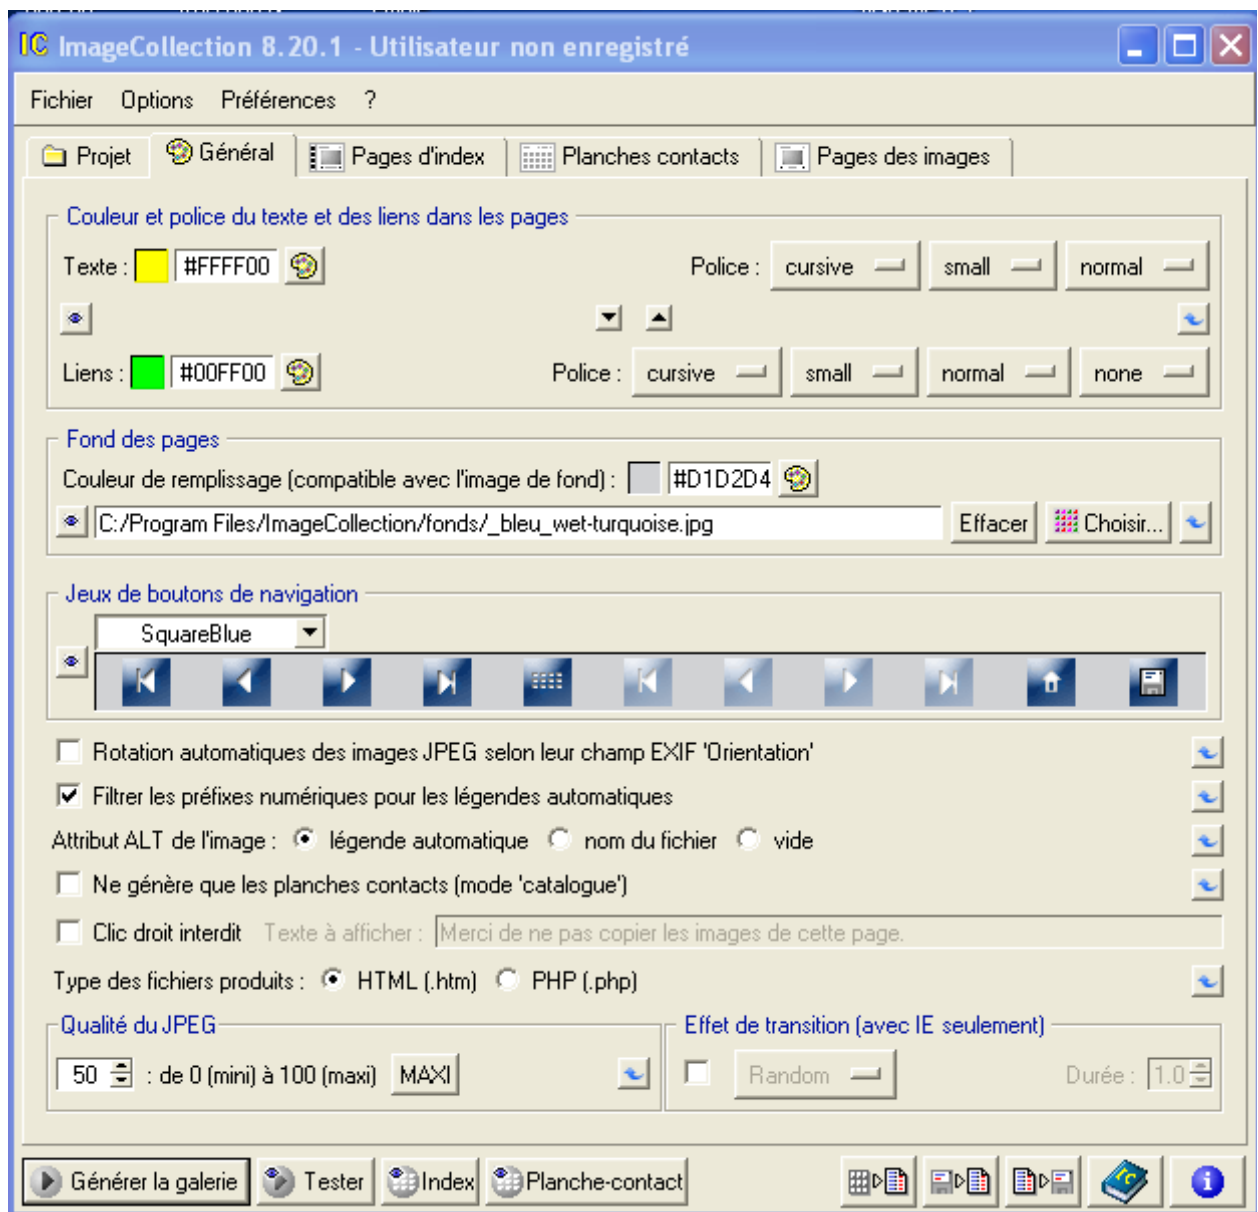 ImageCollection 8.20.1 - Utilisateur non enregistré
Fichier Options Préférences ?
Projet Général Pages d'index Planches contacts Pages des images
Couleur et police du texte et des liens dans les pages
Texte : #FFFF00 Police : cursive small normal
Liens : #00FF00 Police : cursive small normal none
Fond des pages
Couleur de remplissage (compatible avec l'image de fond) : #D1D2D4
C:/Program Files/ImageCollection/fonds/_bleu_wet-turquoise.jpg Effacer Choisir...
Jeux de boutons de navigation
SquareBlue
Rotation automatiques des images JPEG selon leur champ EXIF 'Orientation'
Filtrer les préfixes numériques pour les légendes automatiques
Attribut ALT de l'image : légende automatique nom du fichier vide
Ne génère que les planches contacts (mode 'catalogue')
Clic droit interdit Texte à afficher : Merci de ne pas copier les images de cette page.
Type des fichiers produits : HTML (.htm) PHP (.php)
Qualité du JPEG Effet de transition (avec IE seulement)
50 : de 0 (mini) à 100 (maxi) MAXI Random Durée : 1.0
Générer la galerie Tester Index Planche-contact